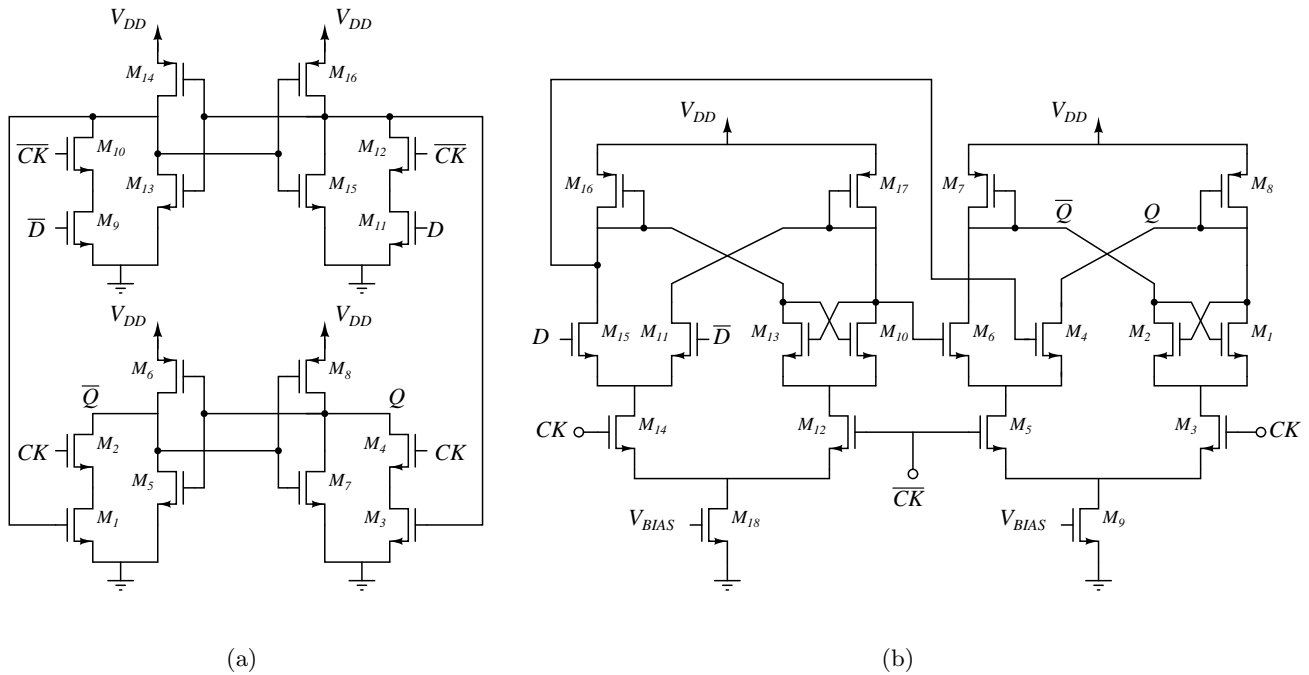 V_DD V_DD
M_14 M_16
\overline{CK} M_10 M_12 \overline{CK}
M_13 M_15
\overline{D} M_9 M_11 D
V_DD V_DD
M_6 M_8
\overline{Q} Q
CK M_2 M_4 CK
M_5 M_7
M_1 M_3
(a)
V_DD V_DD
M_16 M_17 M_7 M_8
\overline{Q} Q
D M_15 M_11 \overline{D} M_13 M_10 M_6 M_4 M_2 M_1
CK M_14 M_12 M_5 M_3 CK
\overline{CK}
V_BIAS M_18 V_BIAS M_9
(b)